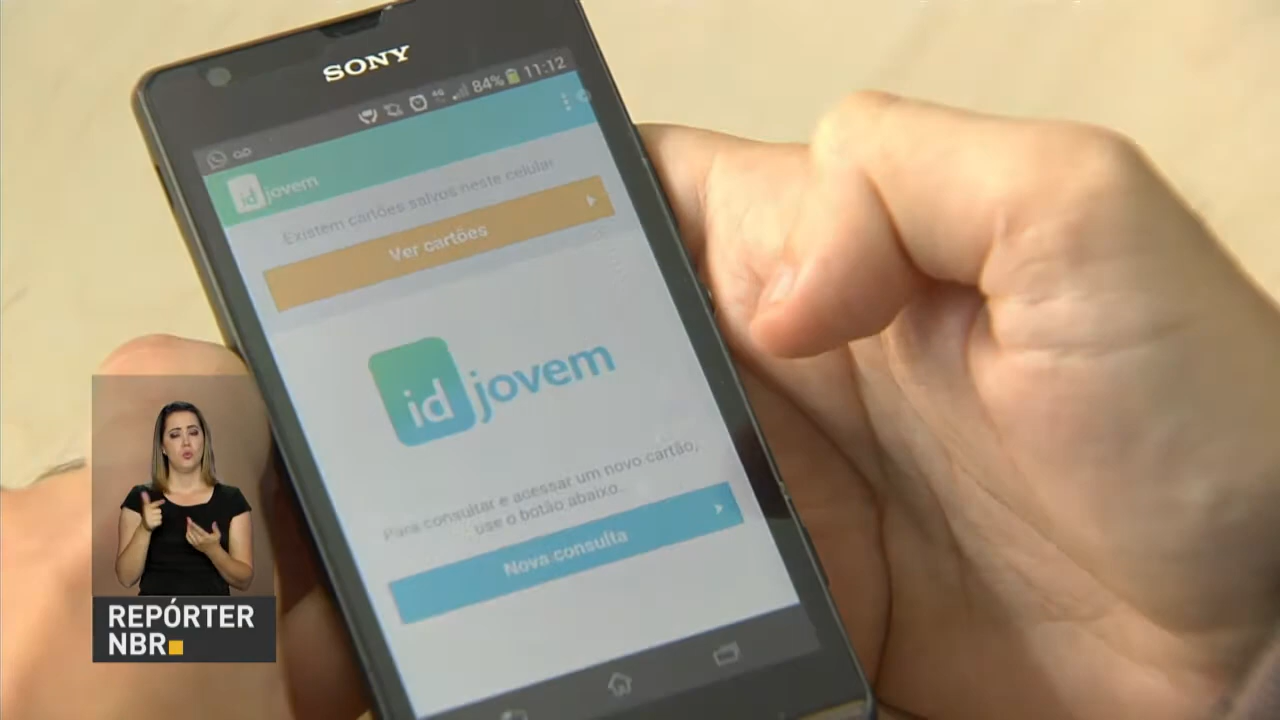 SONY
4G 84% 11:12
id jovem
Existem cartões salvos neste celular
Ver cartões
id jovem
Para consultar e acessar um novo cartão,
use o botão abaixo.
Nova consulta
REPÓRTER
NBR